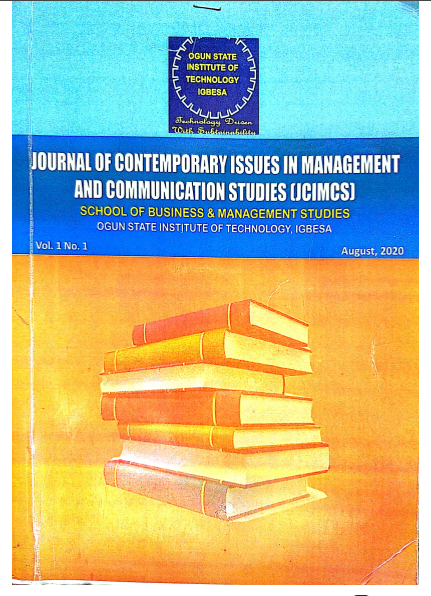 OGUN STATE
INSTITUTE OF
TECHNOLOGY
IGBESA
Technology Driven
With Sustainability
JOURNAL OF CONTEMPORARY ISSUES IN MANAGEMENT
AND COMMUNICATION STUDIES (JCIMCS)
SCHOOL OF BUSINESS & MANAGEMENT STUDIES
OGUN STATE INSTITUTE OF TECHNOLOGY, IGBESA
Vol. 1 No. 1
August, 2020